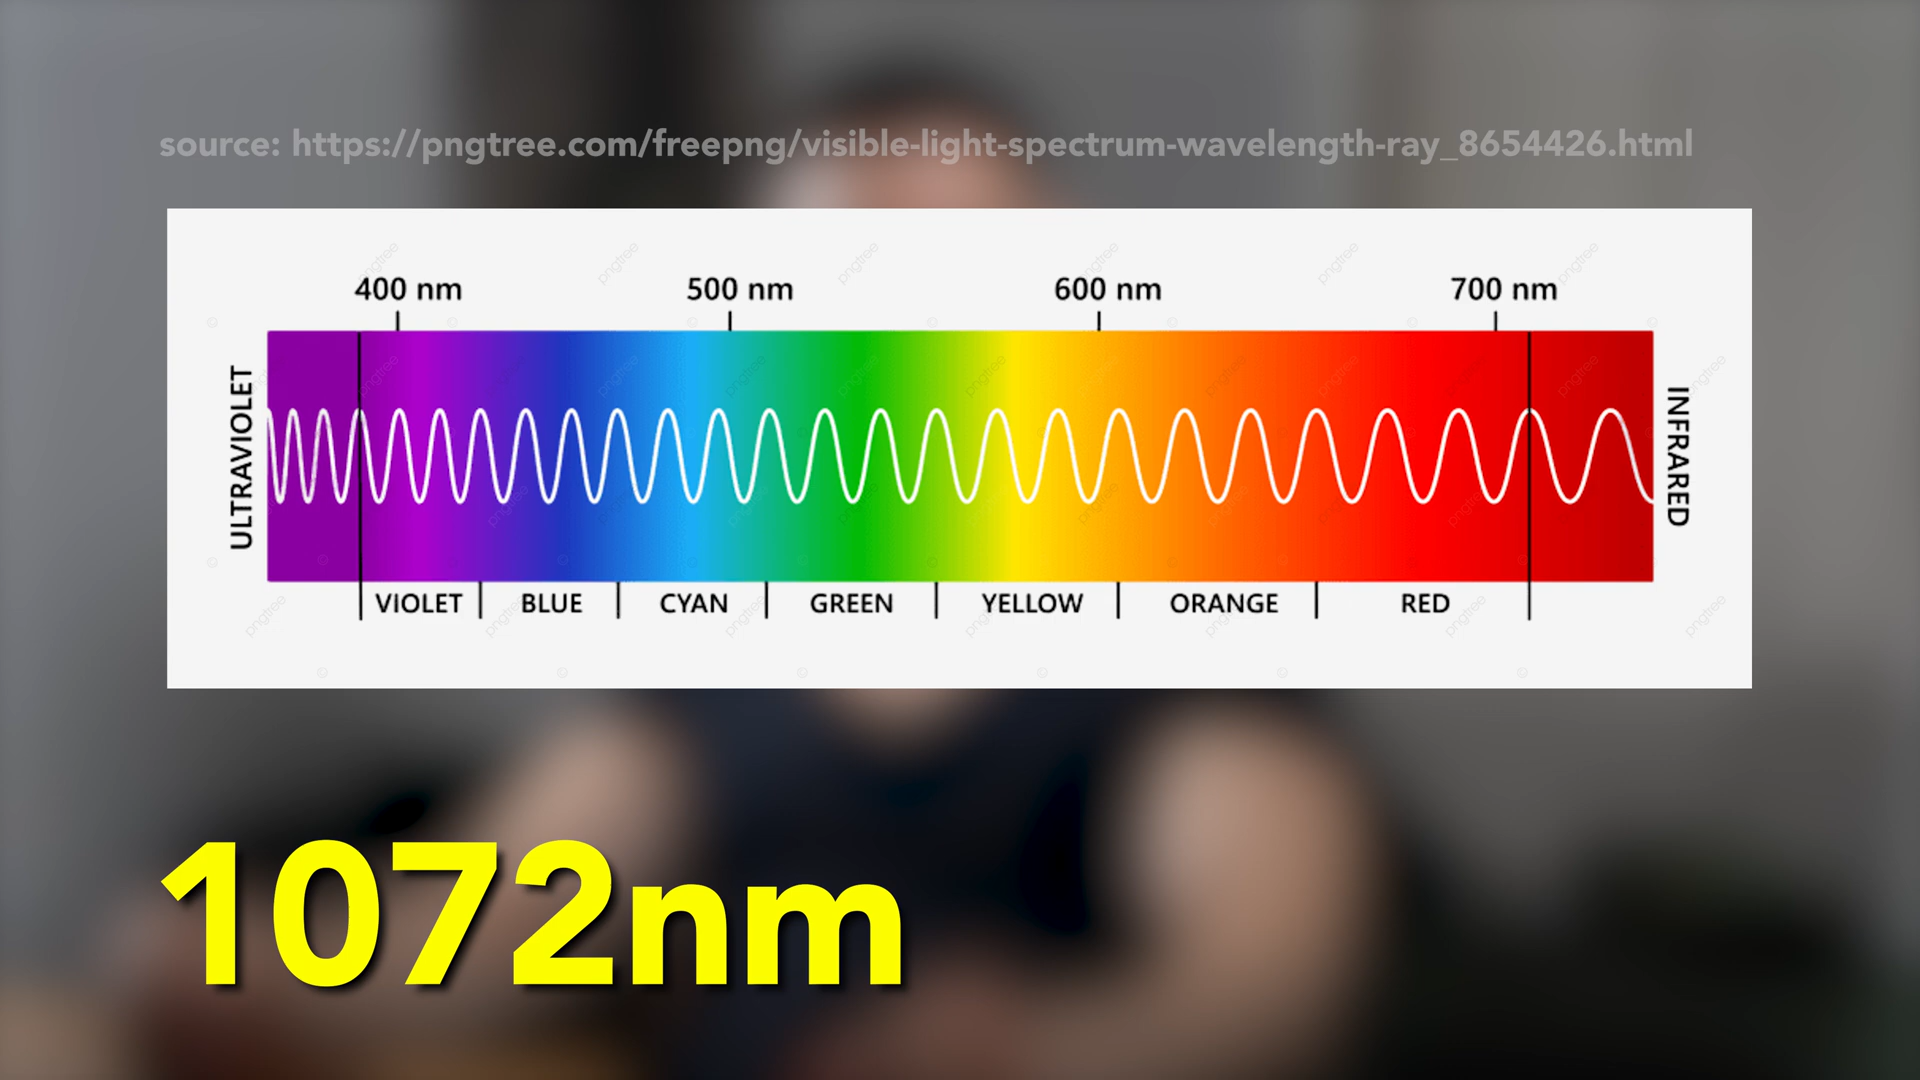 source: https://pngtree.com/freepng/visible-light-spectrum-wavelength-ray_8654426.html
400 nm 500 nm 600 nm 700 nm
ULTRAVIOLET
INFRARED
VIOLET BLUE CYAN GREEN YELLOW ORANGE RED
1072nm
pngtree